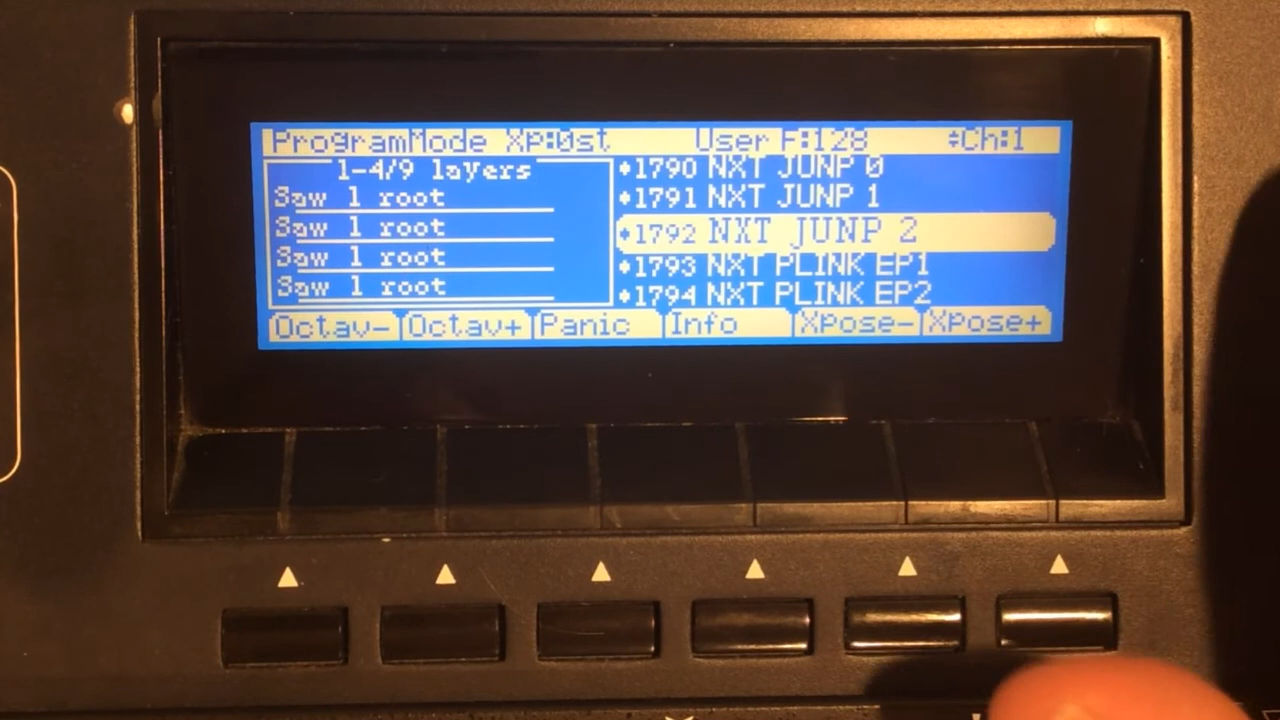 ProgramMode Xp:0st User F:128 Ch:1
1-4/9 layers
Saw 1 root
Saw 1 root
Saw 1 root
Saw 1 root
1790 NXT JUNP 0
1791 NXT JUNP 1
1792 NXT JUNP 2
1793 NXT PLINK EP1
1794 NXT PLINK EP2
Octav- Octav+ Panic Info XPose- XPose+